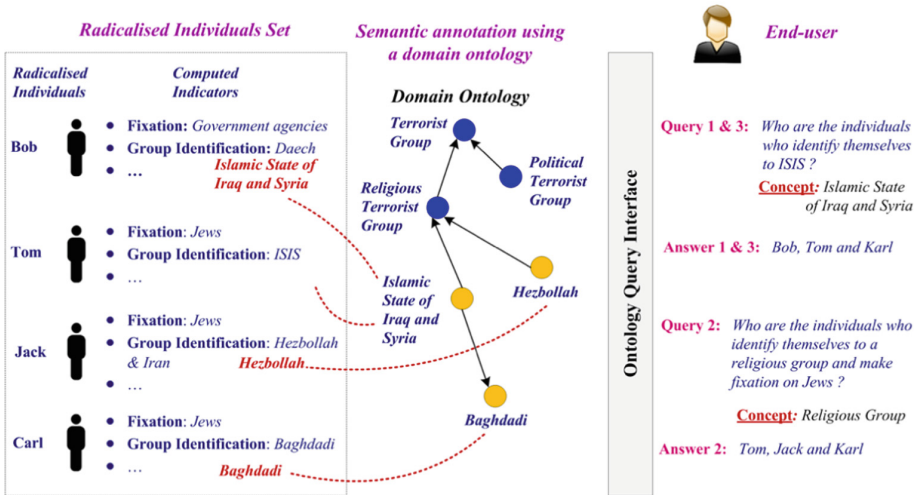 Radicalised Individuals Set
Radicalised
Individuals
Computed
Indicators
Bob
• Fixation: Government agencies
• Group Identification: Daech
• ...
Islamic State of
Iraq and Syria
Tom
• Fixation: Jews
• Group Identification: ISIS
• ...
Jack
• Fixation: Jews
• Group Identification: Hezbollah
& Iran
Hezbollah
• ...
Carl
• Fixation: Jews
• Group Identification: Baghdadi
• ...
Baghdadi
Semantic annotation using
a domain ontology
Domain Ontology
Terrorist
Group
Political
Terrorist
Group
Religious
Terrorist
Group
Islamic
State of
Iraq and
Syria
Hezbollah
Baghdadi
Ontology Query Interface
End-user
Query 1 & 3: Who are the individuals
who identify themselves
to ISIS ?
Concept: Islamic State
of Iraq and Syria
Answer 1 & 3: Bob, Tom and Karl
Query 2: Who are the individuals who
identify themselves to a
religious group and make
fixation on Jews ?
Concept: Religious Group
Answer 2: Tom, Jack and Karl